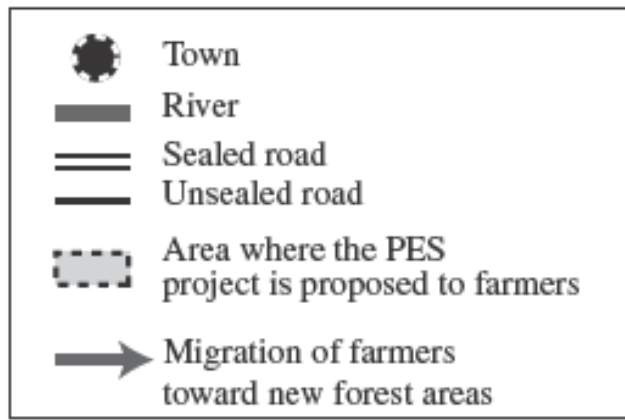 Town
River
Sealed road
Unsealed road
Area where the PES
project is proposed to farmers
Migration of farmers
toward new forest areas